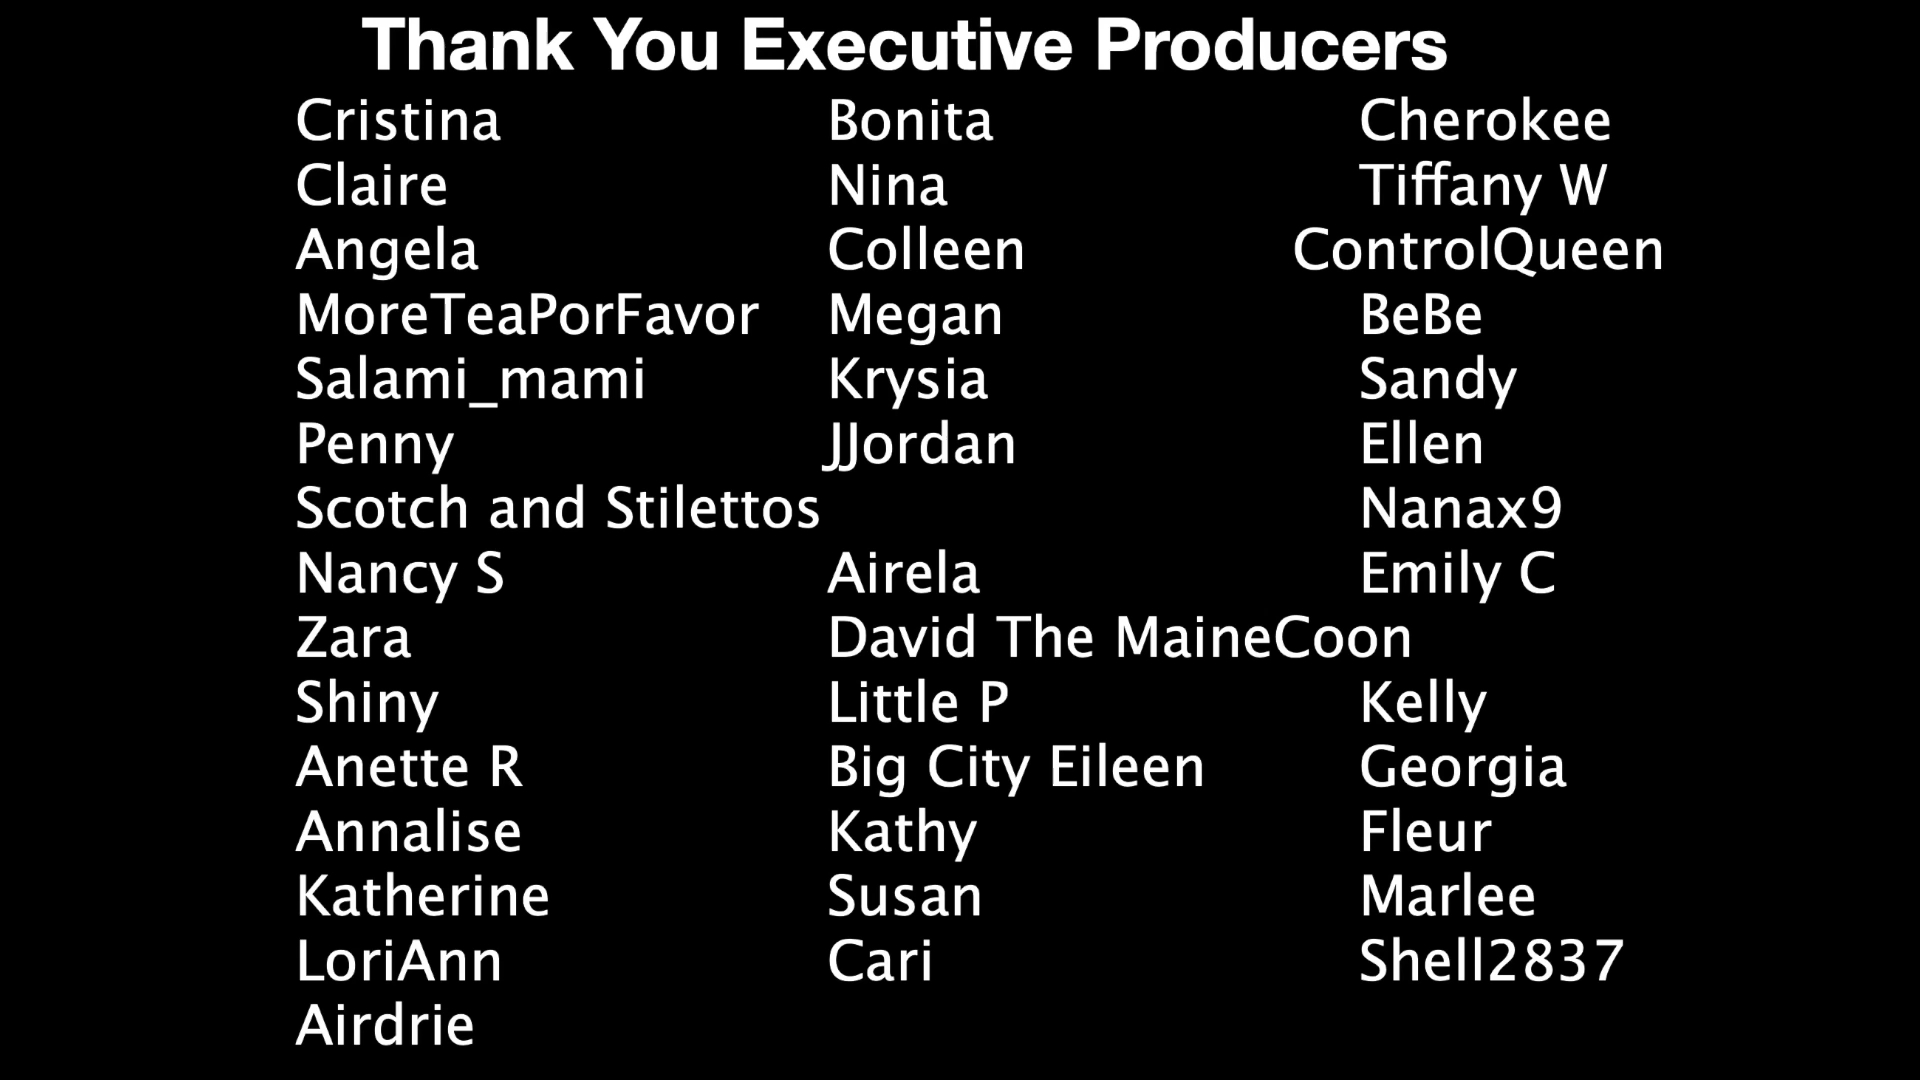 Thank You Executive Producers
Cristina Bonita Cherokee
Claire Nina Tiffany W
Angela Colleen ControlQueen
MoreTeaPorFavor Megan BeBe
Salami_mami Krysia Sandy
Penny JJordan Ellen
Scotch and Stilettos Nanax9
Nancy S Airela Emily C
Zara David The MaineCoon
Shiny Little P Kelly
Anette R Big City Eileen Georgia
Annalise Kathy Fleur
Katherine Susan Marlee
LoriAnn Cari Shell2837
Airdrie